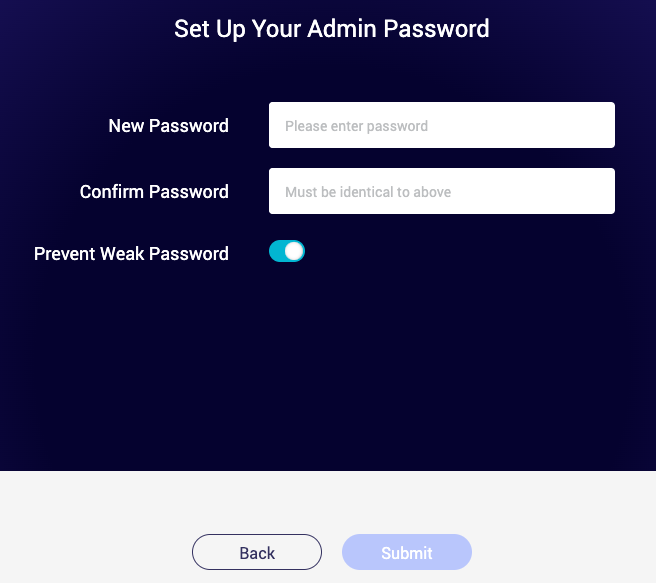 Set Up Your Admin Password
New Password
Please enter password
Confirm Password
Must be identical to above
Prevent Weak Password
Back
Submit